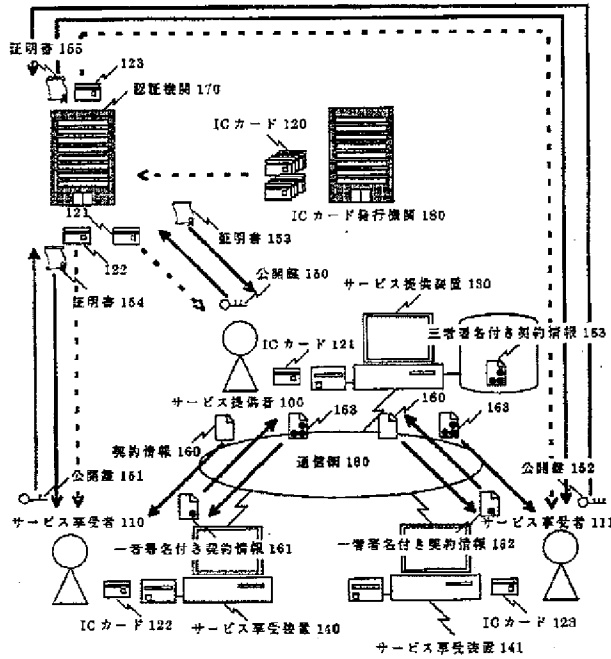 証明書 155
123
認証機関 170
ICカード 120
ICカード発行機関 180
121
122
証明書 153
証明書 154
公開鍵 150
サービス提供装置 130
三者署名付き契約情報 153
ICカード 121
サービス提供者 100
163
160
163
契約情報 160
通信網 180
公開鍵 151
公開鍵 152
サービス享受者 110
サービス享受者 111
一者署名付き契約情報 161
一者署名付き契約情報 162
ICカード 122
サービス享受装置 140
ICカード 123
サービス享受装置 141